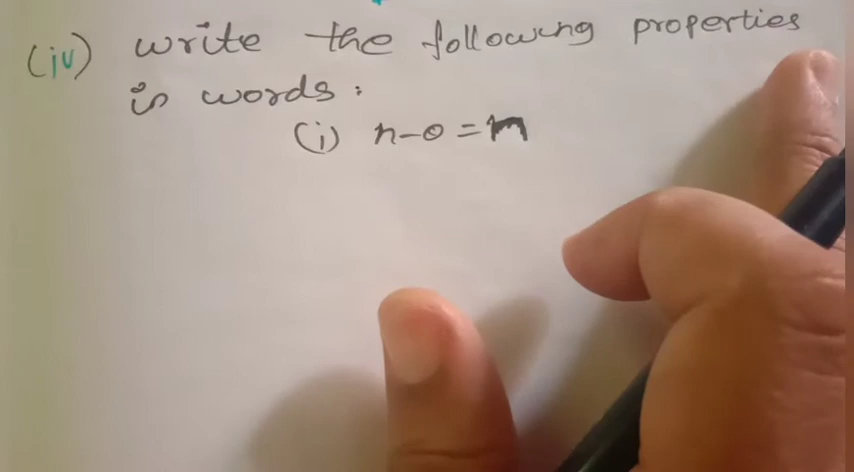 (iv) write the following properties
in words:
(i) n-0=n